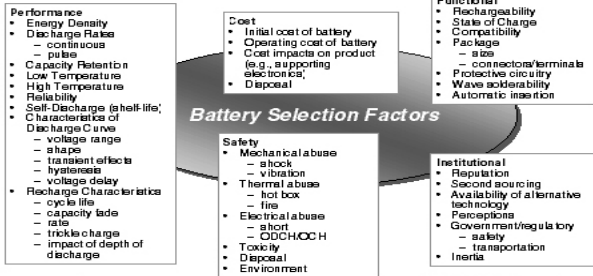 Performance
• Energy Density
• Discharge Rates
– continuous
– pulse
• Capacity Retention
• Low Temperature
• High Temperature
• Reliability
• Self-Discharge (shelf-life)
• Characteristics of
Discharge Curve
– voltage range
– shape
– transient effects
– hysteresis
– voltage delay
• Recharge Characteristics
– cycle life
– capacity fade
– rate
– trickle charge
– impact of depth of
discharge
Cost
• Initial cost of battery
• Operating cost of battery
• Cost impacts on product
(e.g., supporting
electronics)
• Disposal
Functional
• Rechargeability
• State of Charge
• Compatibility
• Package
– size
– connectors/terminals
• Protective circuitry
• Wave solderability
• Automatic insertion
Battery Selection Factors
Safety
• Mechanical abuse
– shock
– vibration
• Thermal abuse
– hot box
– fire
• Electrical abuse
– short
– ODCH/OCH
• Toxicity
• Disposal
• Environment
Institutional
• Reputation
• Second sourcing
• Availability of alternative
technology
• Perceptions
• Government/regulatory
– safety
– transportation
• Inertia